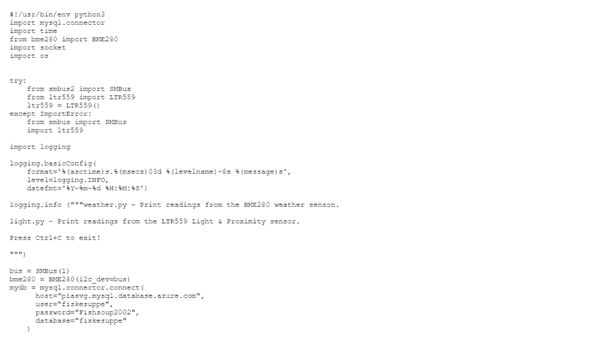 #!/usr/bin/env python3
import mysql.connector
import time
from bme280 import BME280
import socket
import os
try:
    from smbus2 import SMBus
    from ltr559 import LTR559
    ltr559 = LTR559()
except ImportError:
    from smbus import SMBus
    import ltr559
import logging
logging.basicConfig(
    format='%(asctime)s.%(msecs)03d %(levelname)-8s %(message)s',
    level=logging.INFO,
    datefmt='%Y-%m-%d %H:%M:%S')
logging.info ("""weather.py - Print readings from the BME280 weather senson.
light.py - Print readings from the LTR559 Light & Proximity sensor.
Press Ctrl+C to exit!
""")
bus = SMBus(1)
bme280 = BME280(i2c_dev=bus)
mydb = mysql.connector.connect(
      host="piasvg.mysql.database.azure.com",
      user="fiskesuppe",
      password="Fishsoup2002",
      database="fiskesuppe"
    )